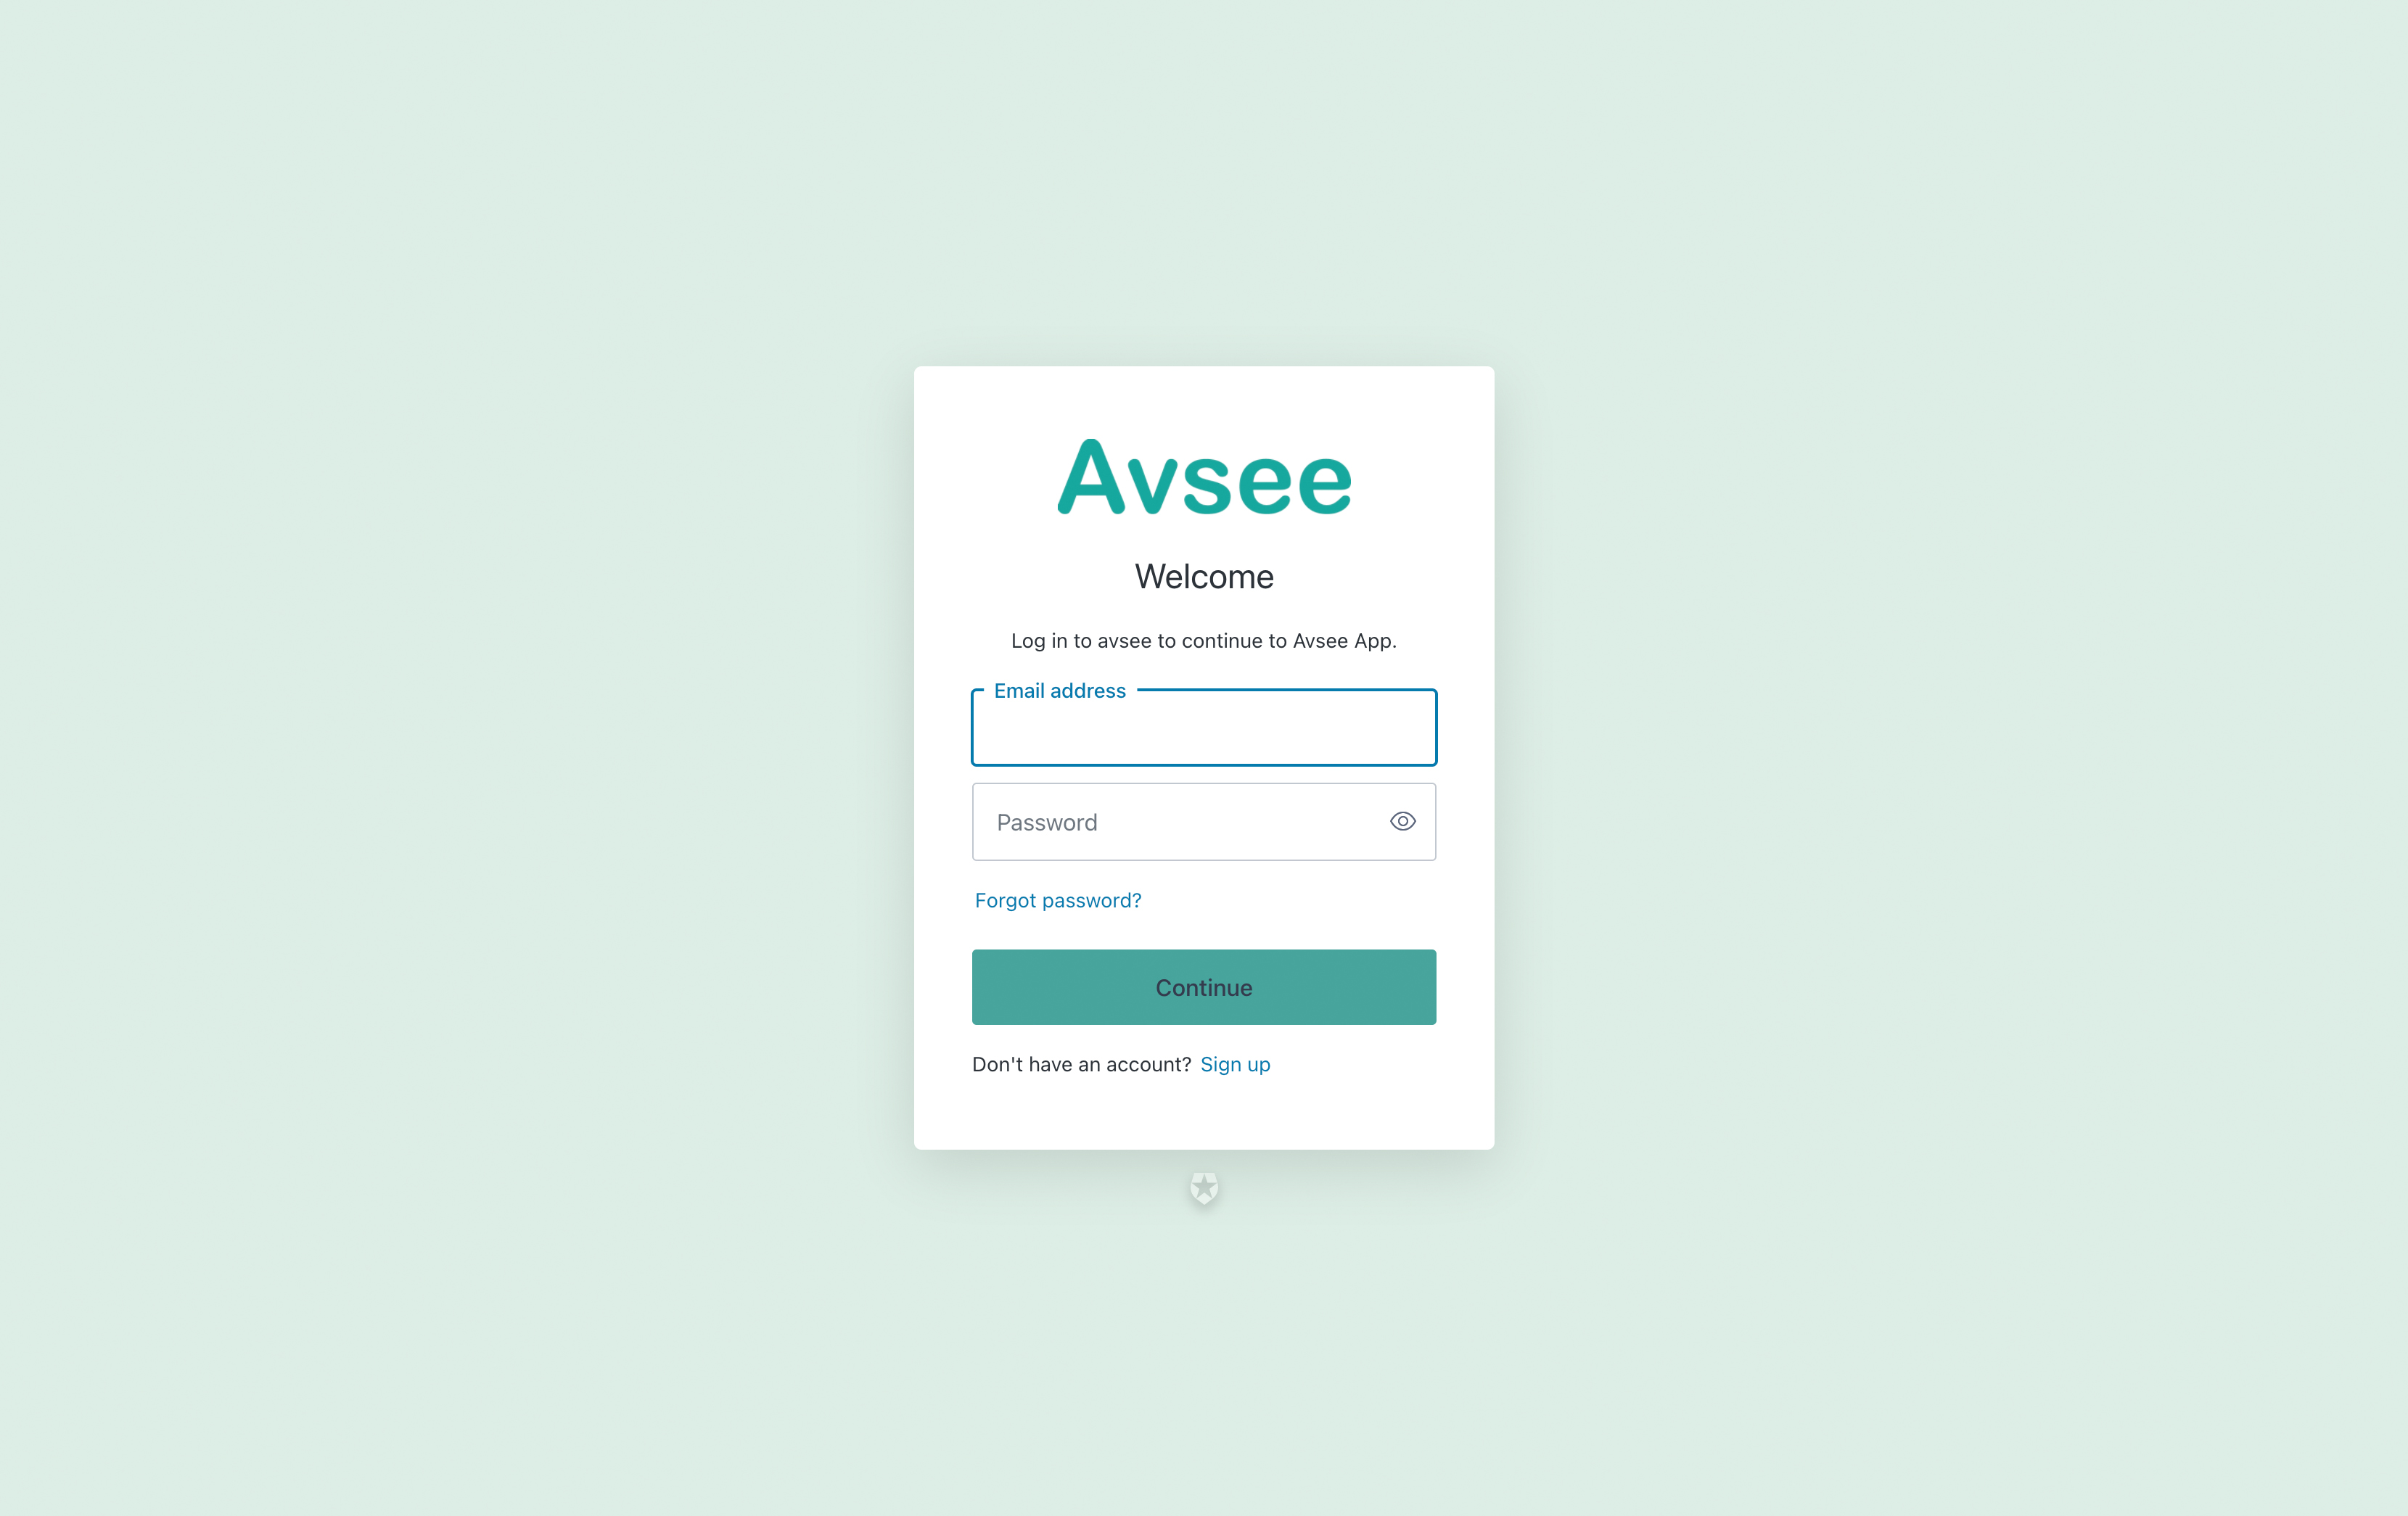 Avsee
Welcome
Log in to avsee to continue to Avsee App.
Email address
Password
Forgot password?
Continue
Don't have an account? Sign up